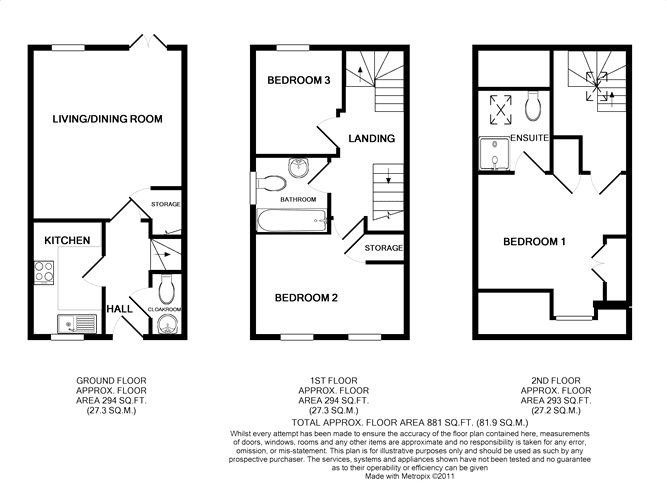 LIVING/DINING ROOM
STORAGE
KITCHEN
HALL
CLOAKROOM
BEDROOM 3
LANDING
BATHROOM
STORAGE
BEDROOM 2
ENSUITE
BEDROOM 1
GROUND FLOOR
APPROX. FLOOR
AREA 294 SQ.FT.
(27.3 SQ.M.)
1ST FLOOR
APPROX. FLOOR
AREA 294 SQ.FT.
(27.3 SQ.M.)
2ND FLOOR
APPROX. FLOOR
AREA 293 SQ.FT.
(27.2 SQ.M.)
TOTAL APPROX. FLOOR AREA 881 SQ.FT. (81.9 SQ.M.)
Whilst every attempt has been made to ensure the accuracy of the floor plan contained here, measurements
of doors, windows, rooms and any other items are approximate and no responsibility is taken for any error,
omission, or mis-statement. This plan is for illustrative purposes only and should be used as such by any
prospective purchaser. The services, systems and appliances shown have not been tested and no guarantee
as to their operability or efficiency can be given
Made with Metropix ©2011